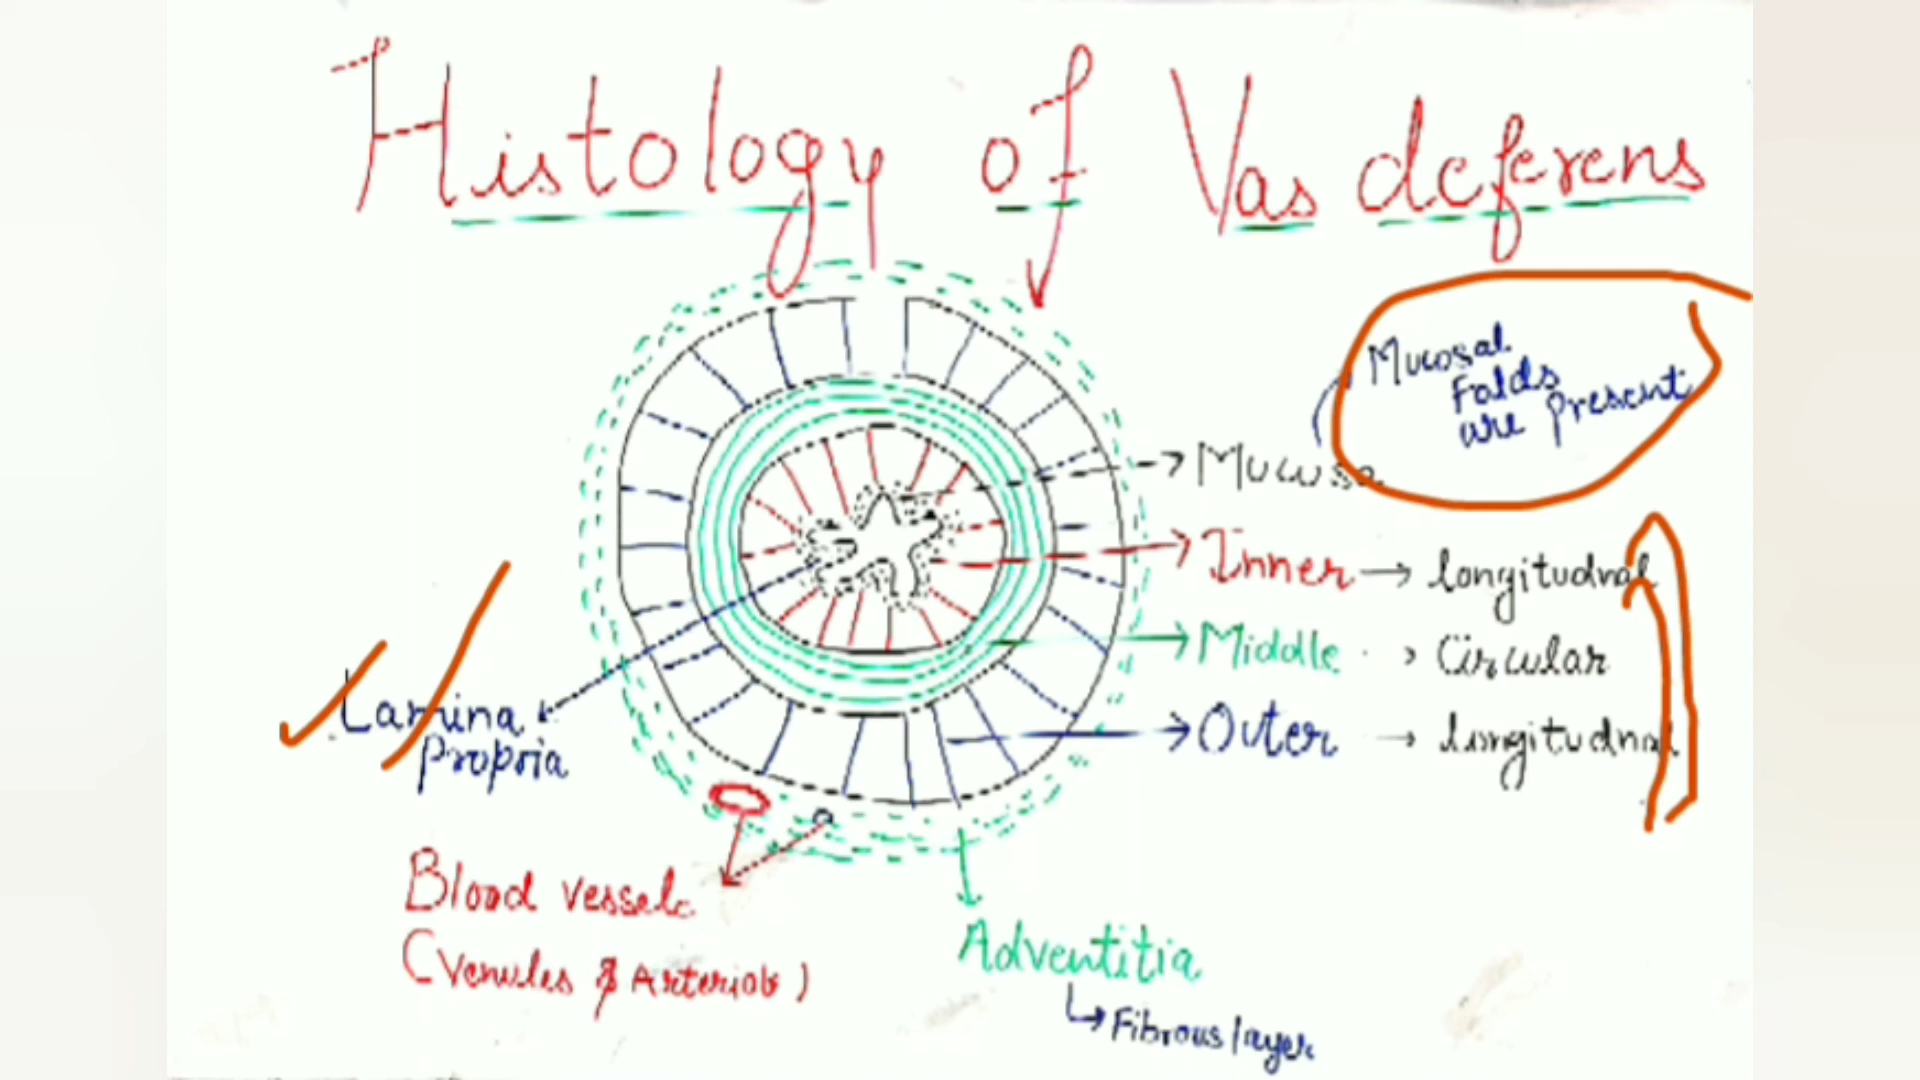 Histology of Vas deferens
Mucosal
Folds
are Present
Mucosa
Inner → longitudnal
Middle → Circular
Outer → longitudnal
Lamina
Propria
Blood vessels
(Venules & Arteriols)
Adventitia
Fibrous layer